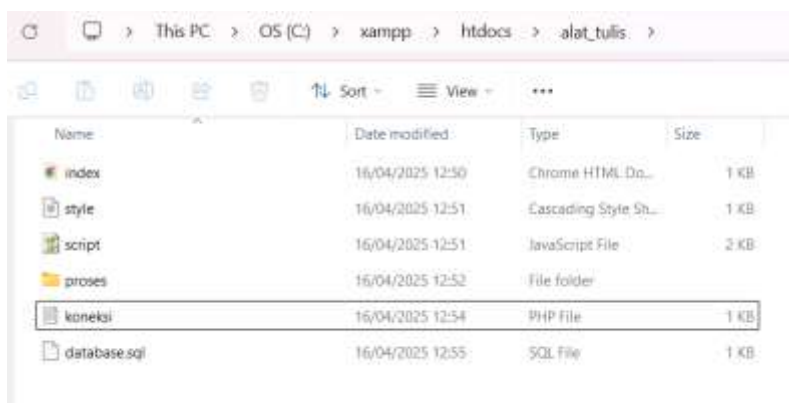 This PC > OS (C:) > xampp > htdocs > alat_tulis >
Sort View ...
Name Date modified Type Size
index 16/04/2025 12:50 Chrome HTML Do... 1 KB
style 16/04/2025 12:51 Cascading Style Sh... 1 KB
script 16/04/2025 12:51 JavaScript File 2 KB
proses 16/04/2025 12:52 File folder
koneksi 16/04/2025 12:54 PHP File 1 KB
database.sql 16/04/2025 12:55 SQL File 1 KB